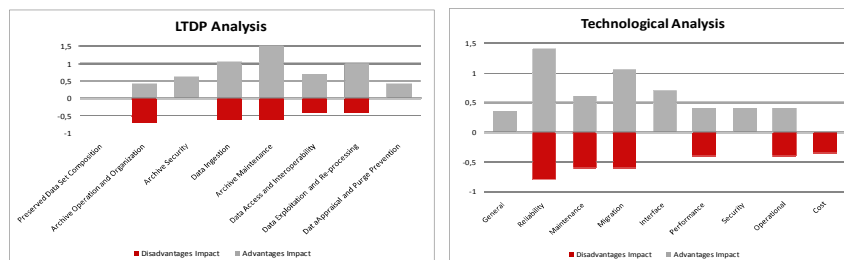 LTDP Analysis
1,5
1
0,5
0
-0,5
-1
Preserved Data Set Composition
Archive Operation and Organization
Archive Security
Data Ingestion
Archive Maintenance
Data Access and Interoperability
Data Exploitation and Re-processing
Dat aAppraisal and Purge Prevention
Disadvantages Impact
Advantages Impact
Technological Analysis
1,5
1
0,5
0
-0,5
-1
General
Reliability
Maintenance
Migration
Interface
Performance
Security
Operational
Cost
Disadvantages Impact
Advantages Impact